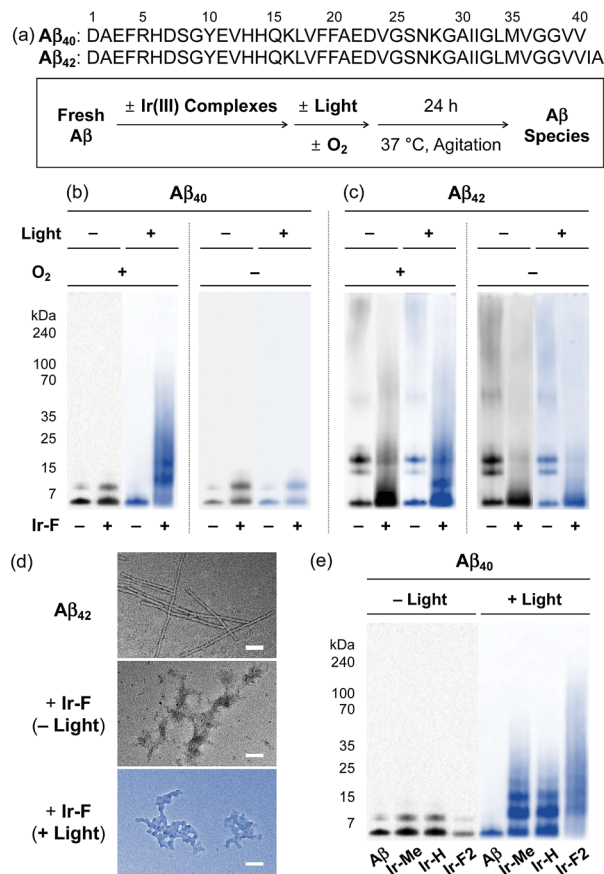 1 5 10 15 20 25 30 35 40
(a) Aβ40: DAEFRHDSGYEVHHQKLVFFAEDVGSNKGAIIGLMVGGVV
Aβ42: DAEFRHDSGYEVHHQKLVFFAEDVGSNKGAIIGLMVGGVVIA
Fresh Aβ
± Ir(III) Complexes
± Light
± O2
24 h
37 °C, Agitation
Aβ Species
(b) Aβ40
(c) Aβ42
Light – + – + – + – +
O2 + – + –
kDa
240
100
70
35
25
15
7
Ir-F – + – + – + – + – + – + – + – +
(d)
Aβ42
+ Ir-F
(– Light)
+ Ir-F
(+ Light)
(e) Aβ40
– Light + Light
kDa
240
100
70
35
25
15
7
Aβ Ir-Me Ir-H Ir-F2 Aβ Ir-Me Ir-H Ir-F2